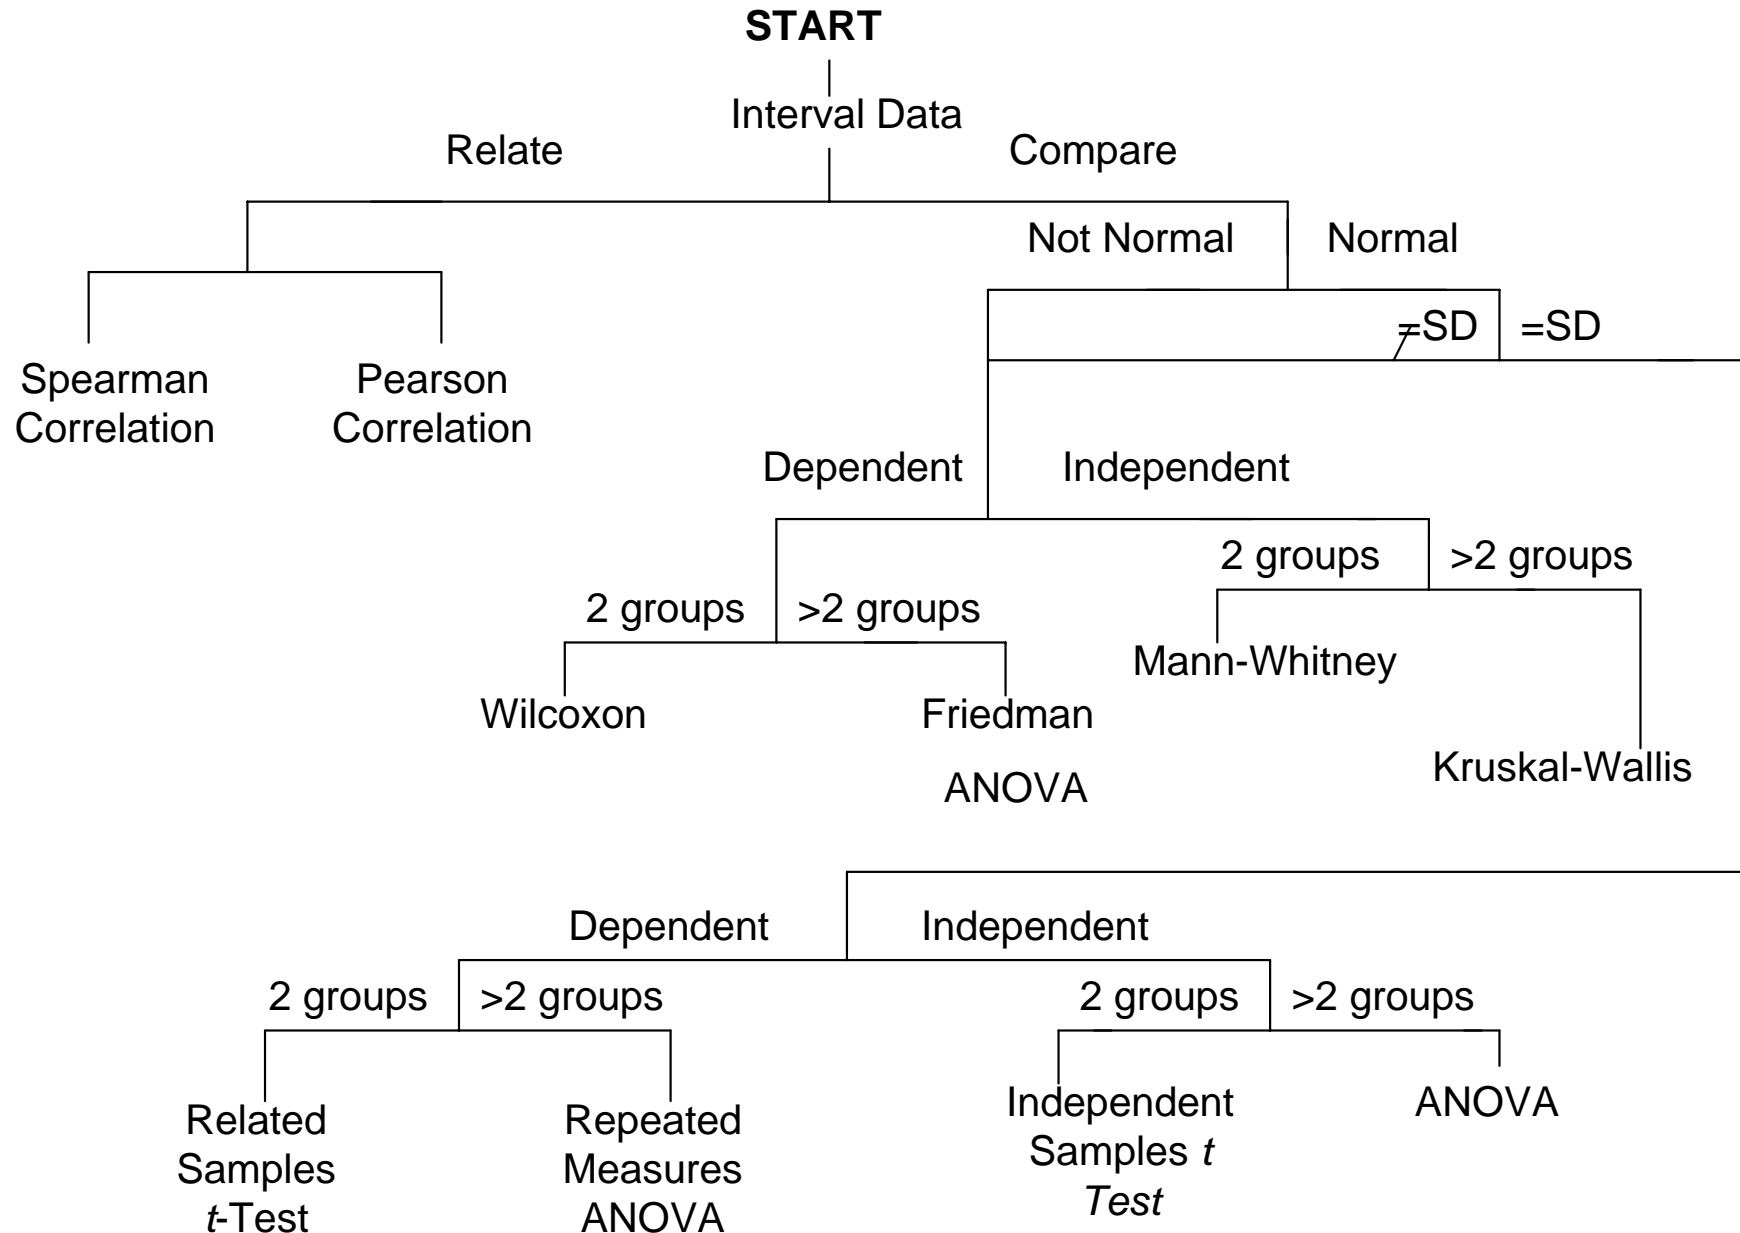 START
Interval Data
Relate
Compare
Not Normal
Normal
≠SD
=SD
Spearman
Correlation
Pearson
Correlation
Dependent
Independent
2 groups
>2 groups
2 groups
>2 groups
Mann-Whitney
Wilcoxon
Friedman
ANOVA
Kruskal-Wallis
Dependent
Independent
2 groups
>2 groups
2 groups
>2 groups
Related
Samples
t-Test
Repeated
Measures
ANOVA
Independent
Samples t
Test
ANOVA